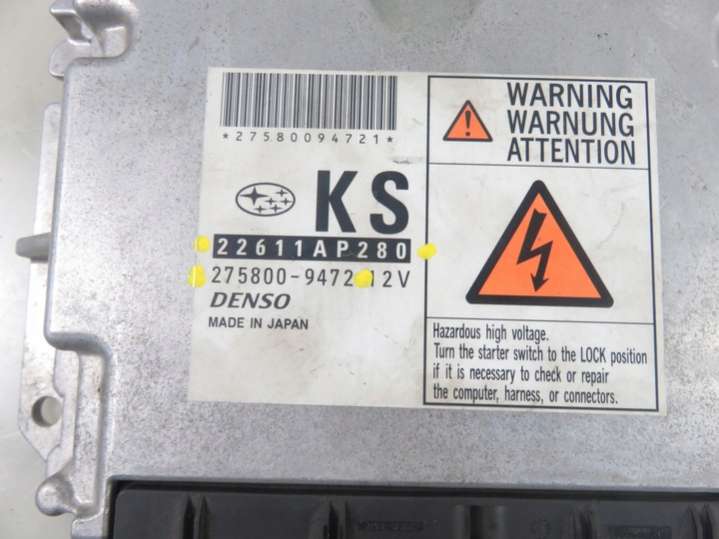 *27580094721*
KS
22611AP280
275800-9472 12V
DENSO
MADE IN JAPAN
WARNING
WARNUNG
ATTENTION
Hazardous high voltage.
Turn the starter switch to the LOCK position
if it is necessary to check or repair
the computer, harness, or connectors.